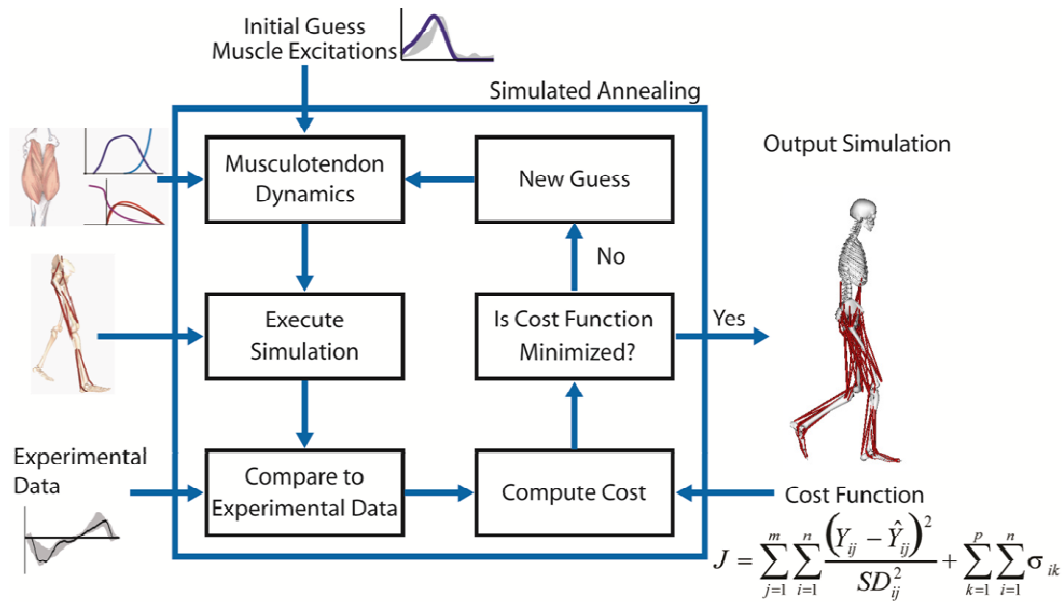 Initial Guess
Muscle Excitations
Simulated Annealing
Musculotendon
Dynamics
New Guess
Output Simulation
No
Execute
Simulation
Is Cost Function
Minimized?
Yes
Experimental
Data
Compare to
Experimental Data
Compute Cost
Cost Function
J = \sum_{j=1}^{m} \sum_{i=1}^{n} \frac{(Y_{ij} - \hat{Y}_{ij})^2}{SD_{ij}^2} + \sum_{k=1}^{p} \sum_{i=1}^{n} \sigma_{ik}